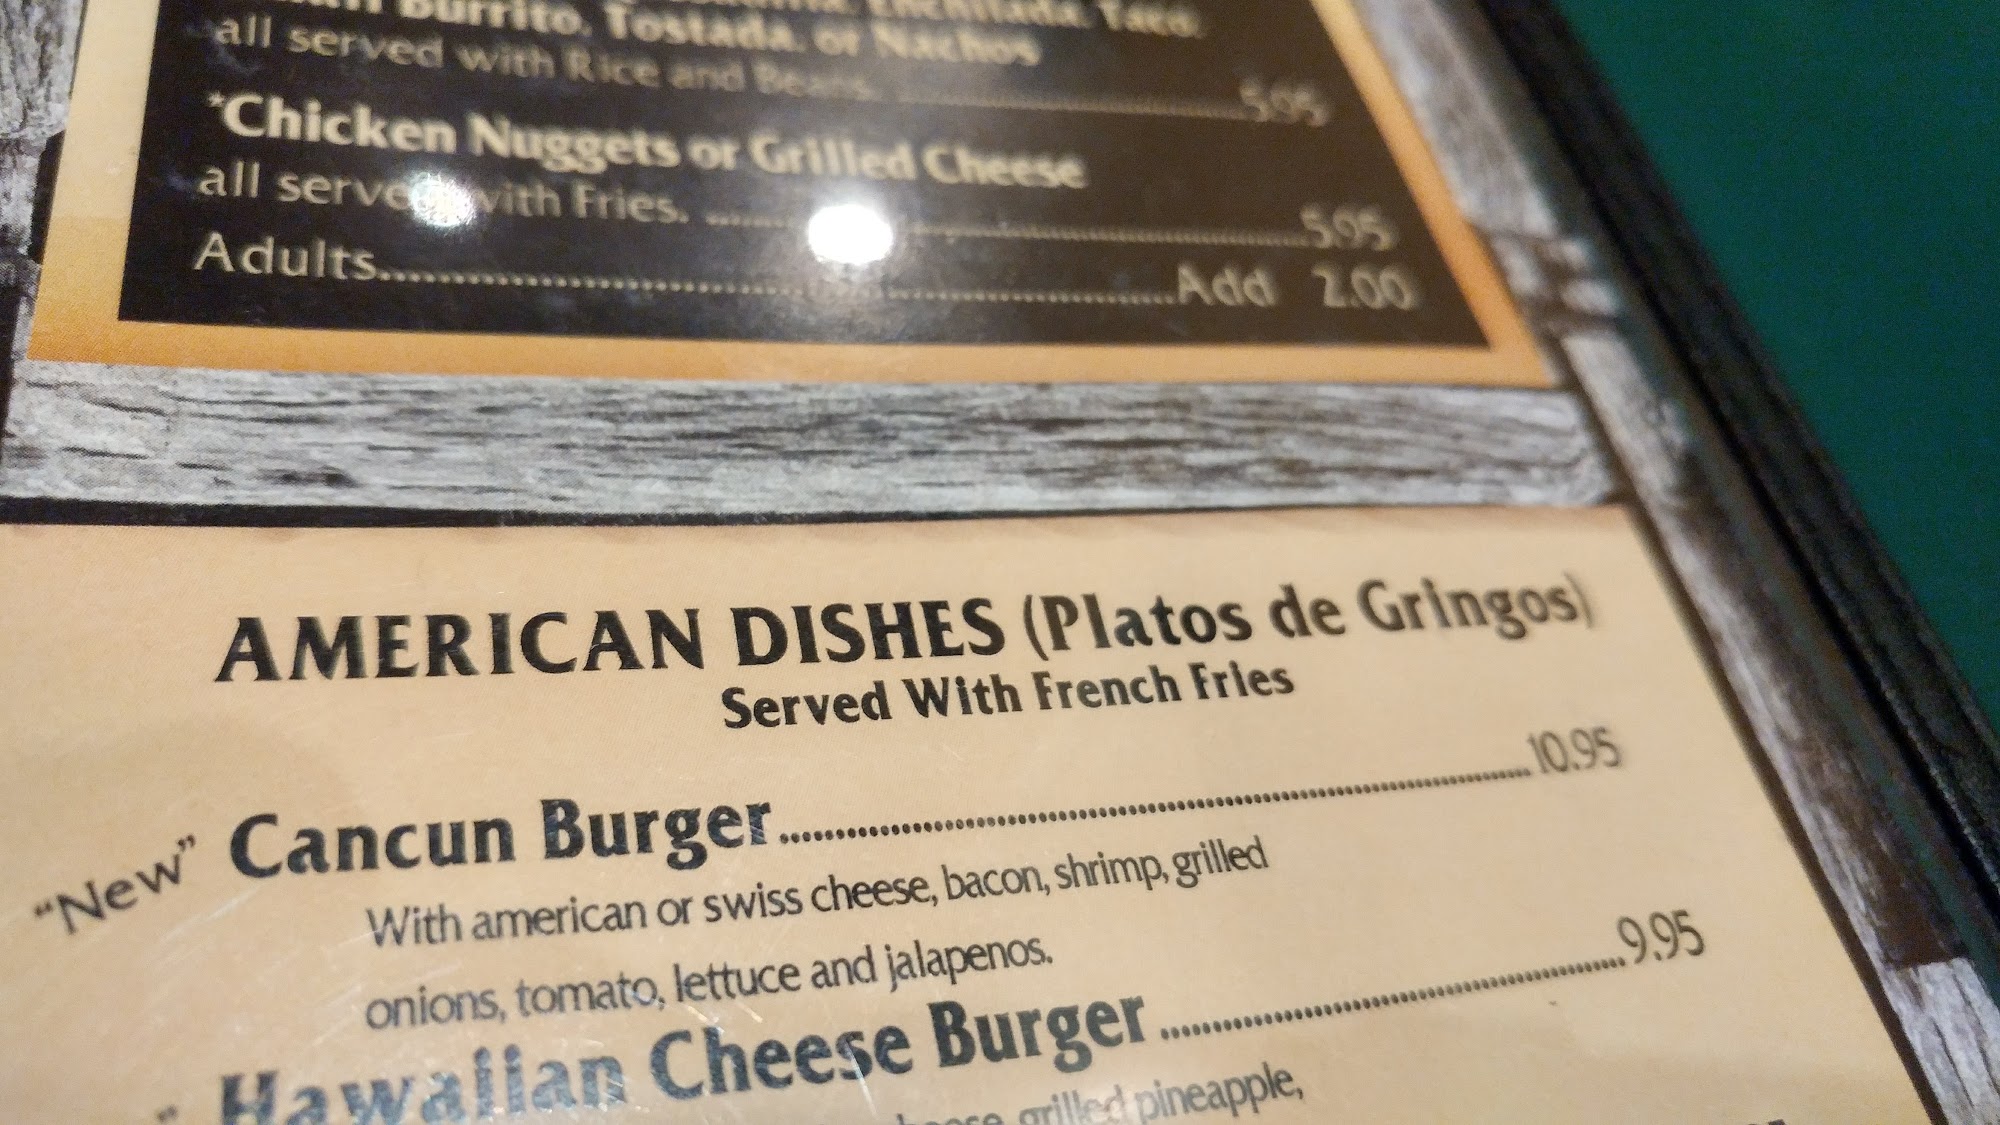 Burrito, Tostada, or Nachos Enchilada, Taco,
all served with Rice and Beans. 5.95
*Chicken Nuggets or Grilled Cheese
all served with Fries. 5.95
Adults Add 2.00
AMERICAN DISHES (Platos de Gringos)
Served With French Fries
"New" Cancun Burger 10.95
With american or swiss cheese, bacon, shrimp, grilled
onions, tomato, lettuce and jalapenos.
Hawaiian Cheese Burger 9.95
grilled pineapple,